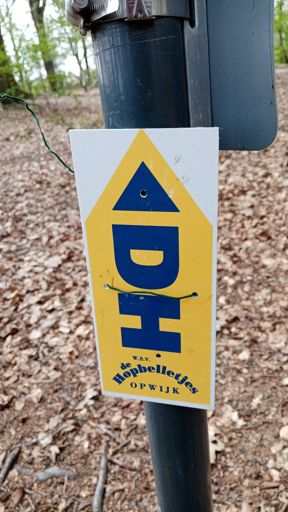 DH
W.S.V.
de
Hopbelletjes
OPWIJK